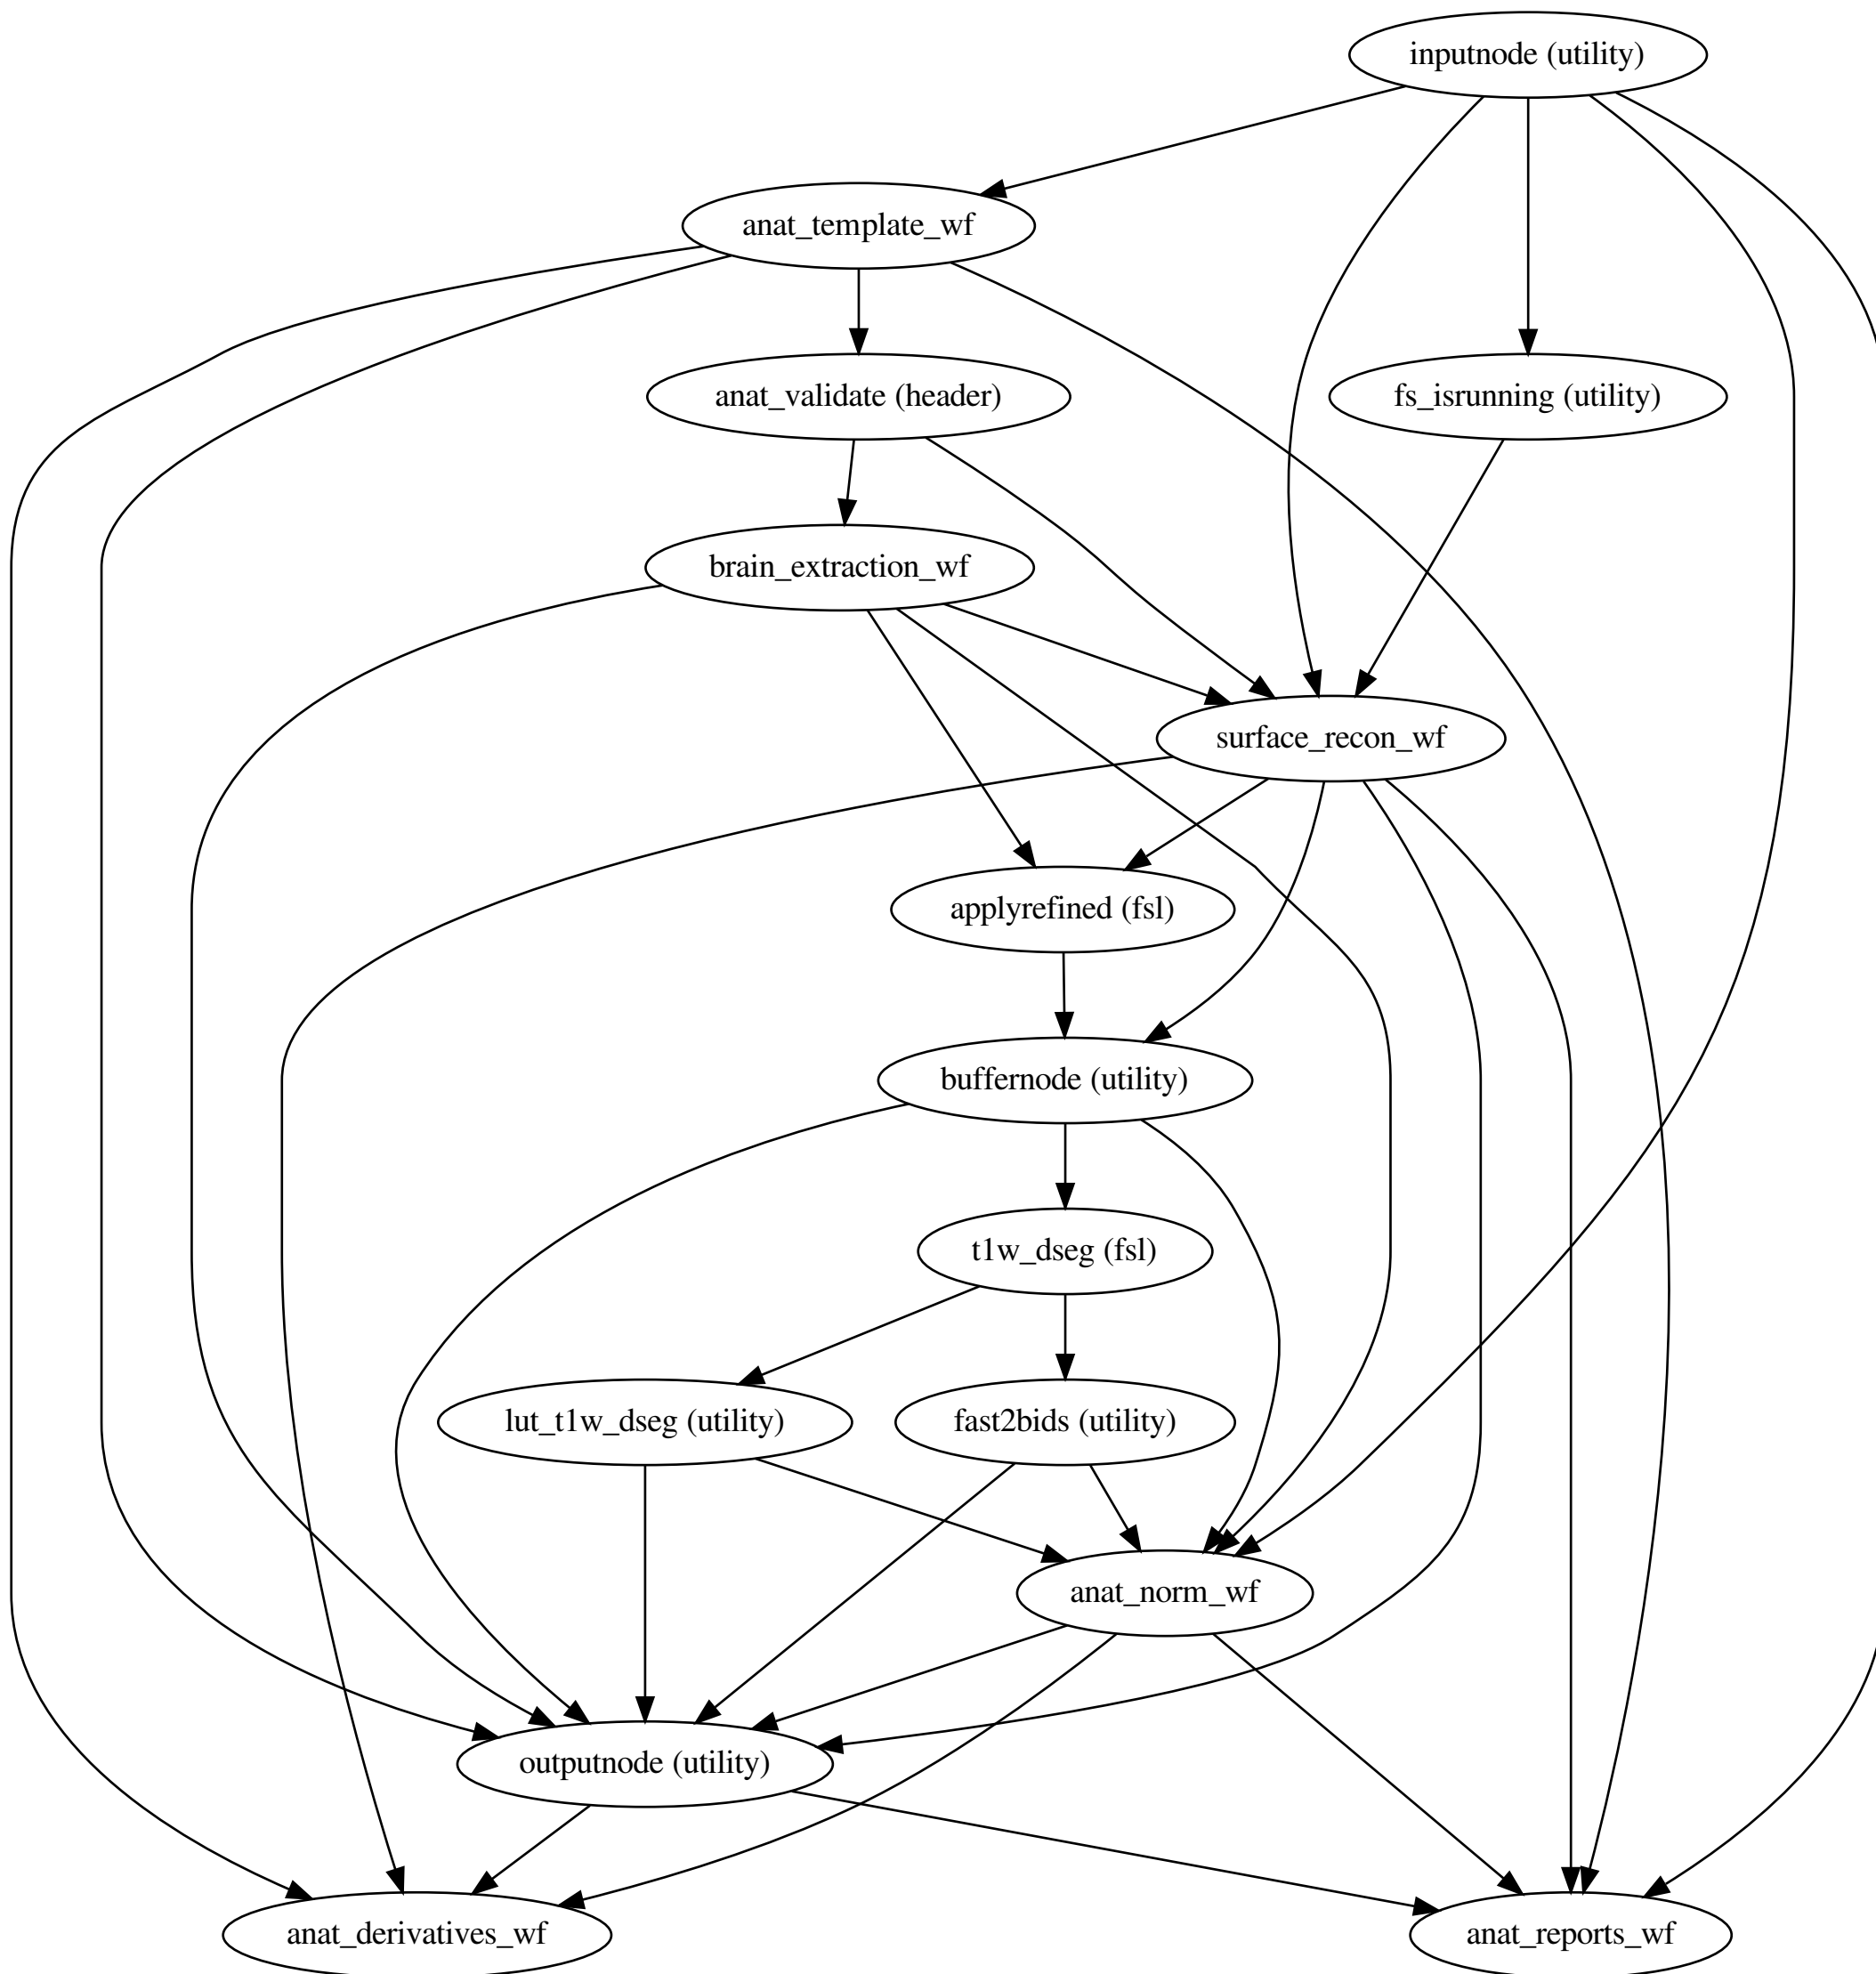 inputnode (utility)
anat_template_wf
anat_validate (header)
fs_isrunning (utility)
brain_extraction_wf
surface_recon_wf
applyrefined (fsl)
buffernode (utility)
t1w_dseg (fsl)
lut_t1w_dseg (utility)
fast2bids (utility)
anat_norm_wf
outputnode (utility)
anat_derivatives_wf
anat_reports_wf